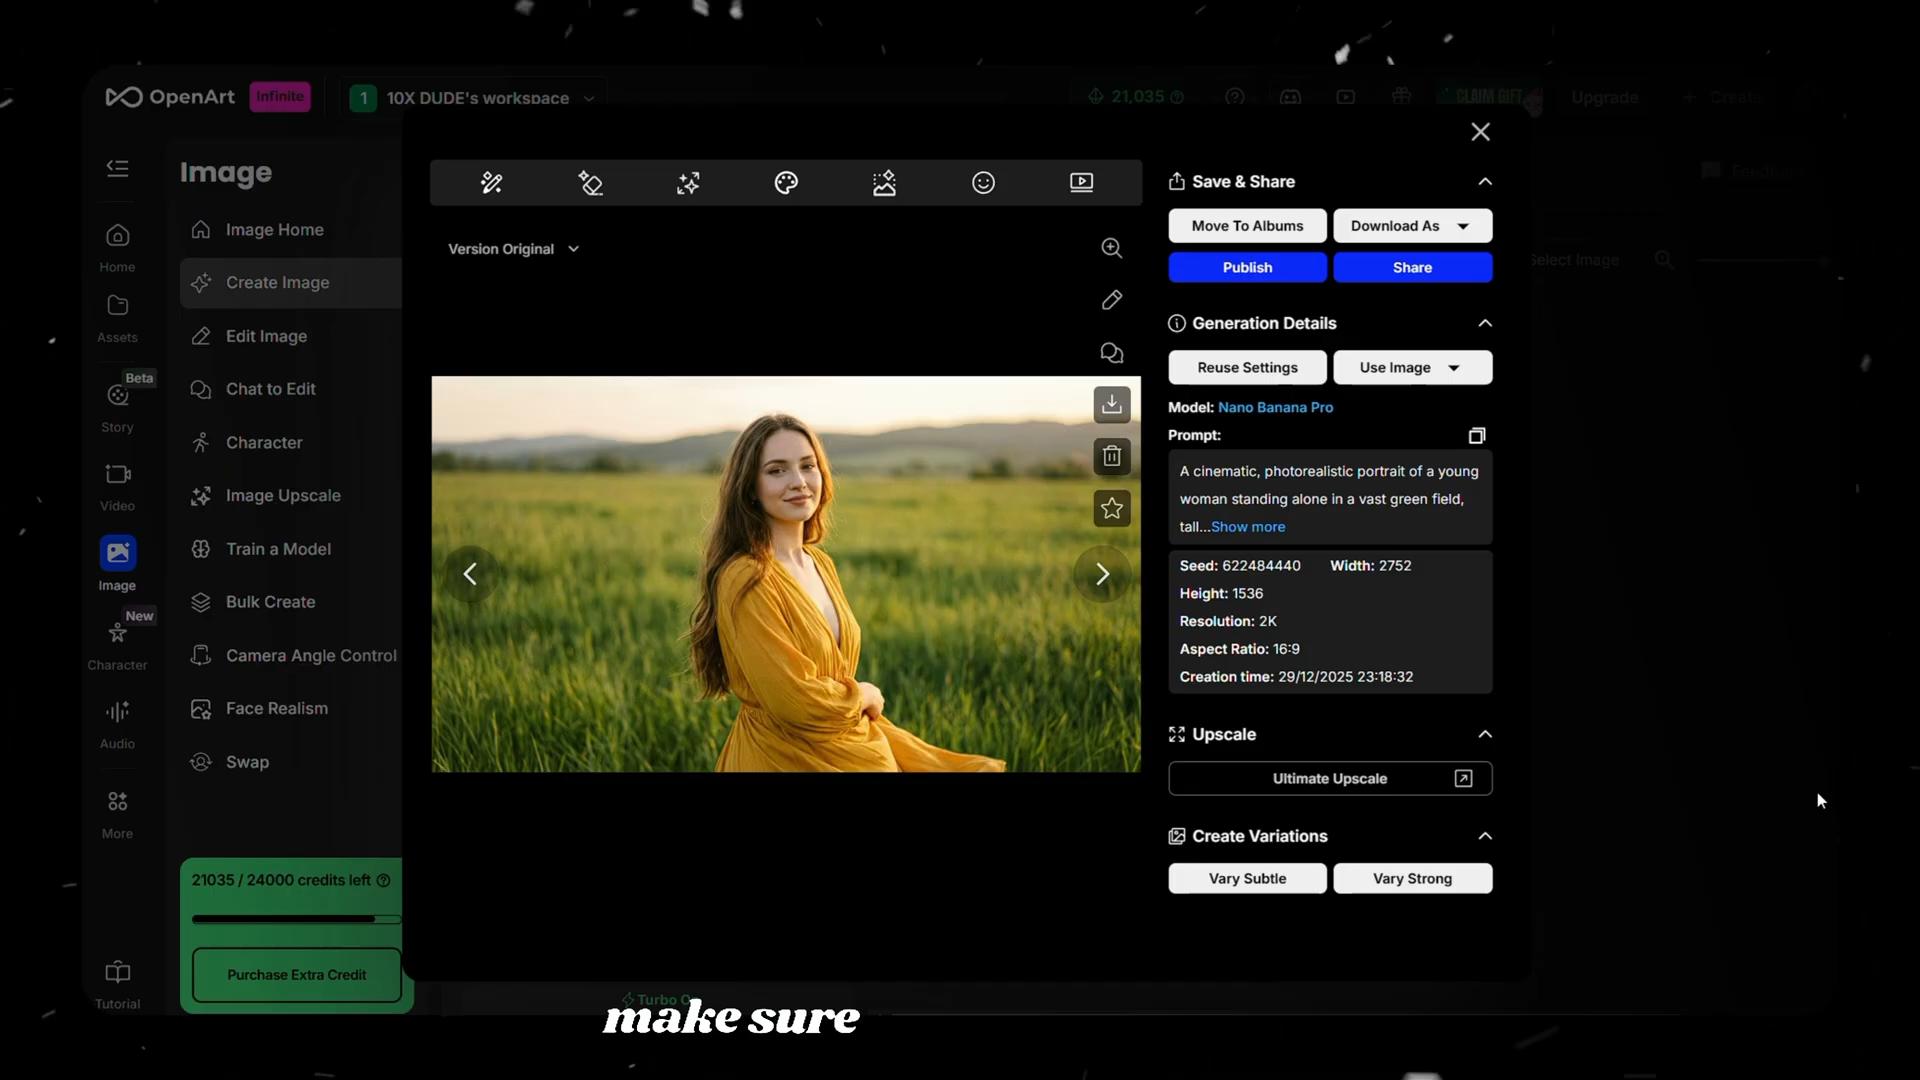 OpenArt
Infinite
1 10X DUDE's workspace
21,035
CLAIM GIFT
Upgrade
+ Create
Image
Home
Assets
Beta
Story
Video
Image
New
Character
Audio
More
Tutorial
Image Home
Create Image
Edit Image
Chat to Edit
Character
Image Upscale
Train a Model
Bulk Create
Camera Angle Control
Face Realism
Swap
21035 / 24000 credits left
Purchase Extra Credit
Version Original
Save & Share
Move To Albums
Download As
Publish
Share
Generation Details
Reuse Settings
Use Image
Model: Nano Banana Pro
Prompt:
A cinematic, photorealistic portrait of a young
woman standing alone in a vast green field,
tall...Show more
Seed: 622484440 Width: 2752
Height: 1536
Resolution: 2K
Aspect Ratio: 16:9
Creation time: 29/12/2025 23:18:32
Upscale
Ultimate Upscale
Create Variations
Vary Subtle
Vary Strong
Select Image
Turbo
make sure